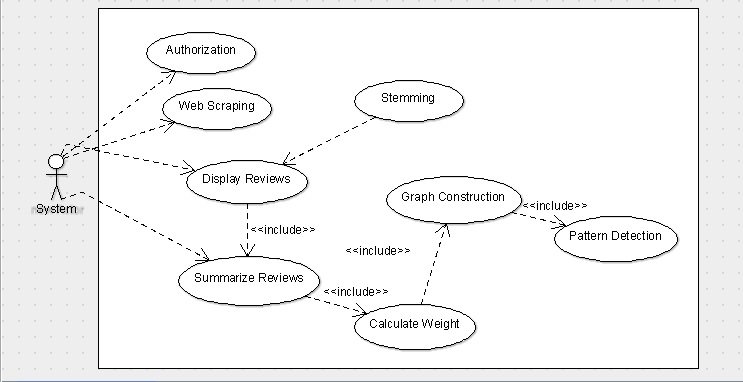 Authorization
Web Scraping
Stemming
Display Reviews
Graph Construction
<<include>>
System
<<include>>
Pattern Detection
<<include>>
Summarize Reviews
<<include>>
Calculate Weight